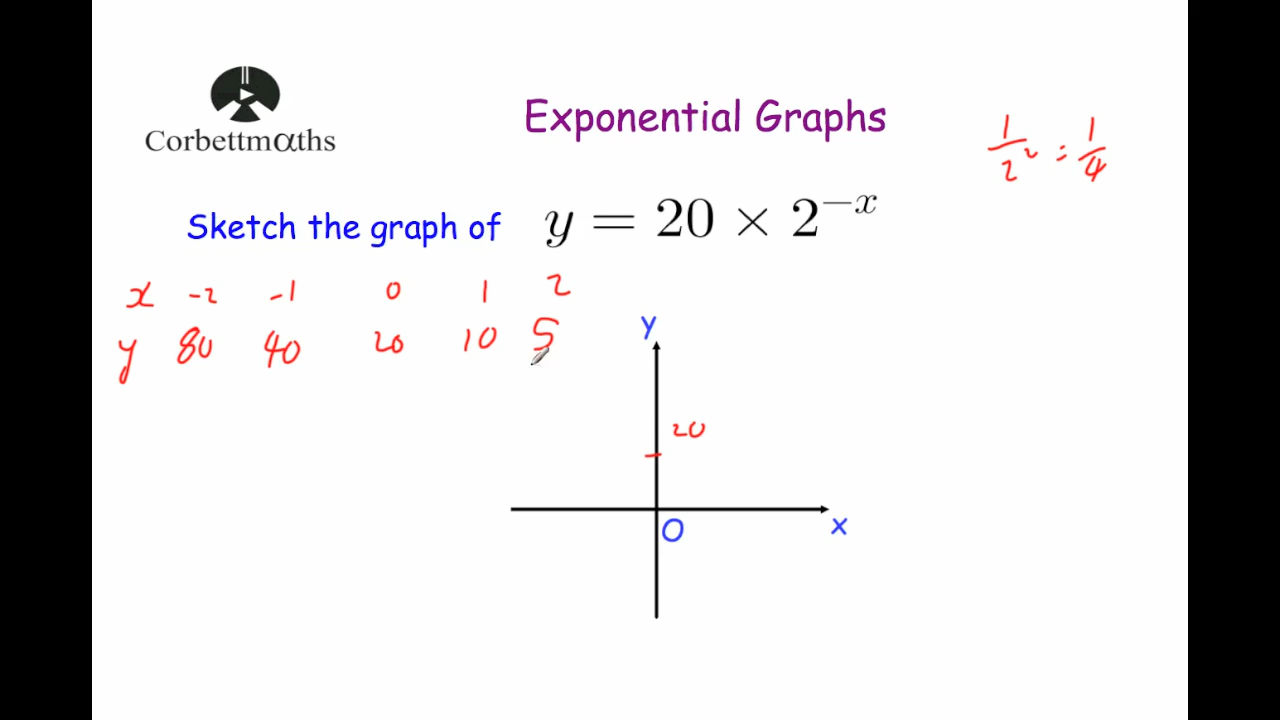 Corbettmαths
Exponential Graphs
1/2² = 1/4
Sketch the graph of y = 20 × 2⁻ˣ
x -2 -1 0 1 2
y 80 40 20 10 5
y
20
O
x